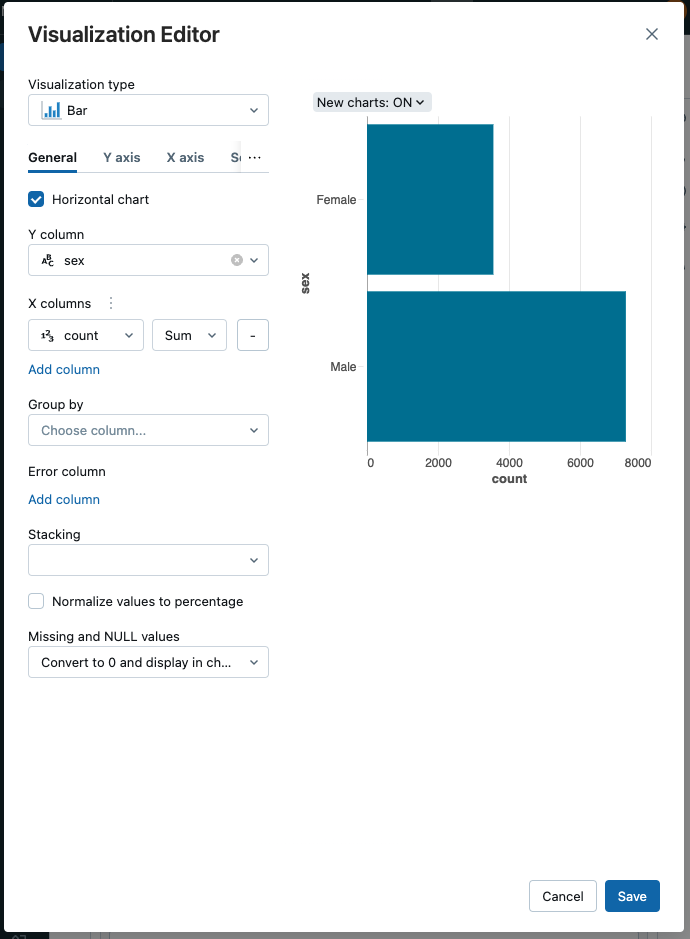 Visualization Editor
Visualization type
Bar
New charts: ON
General Y axis X axis
Horizontal chart
Y column
ABC sex
X columns
123 count Sum -
Add column
Group by
Choose column...
Error column
Add column
Stacking
Normalize values to percentage
Missing and NULL values
Convert to 0 and display in ch...
Female
Male
sex
0 2000 4000 6000 8000
count
Cancel Save